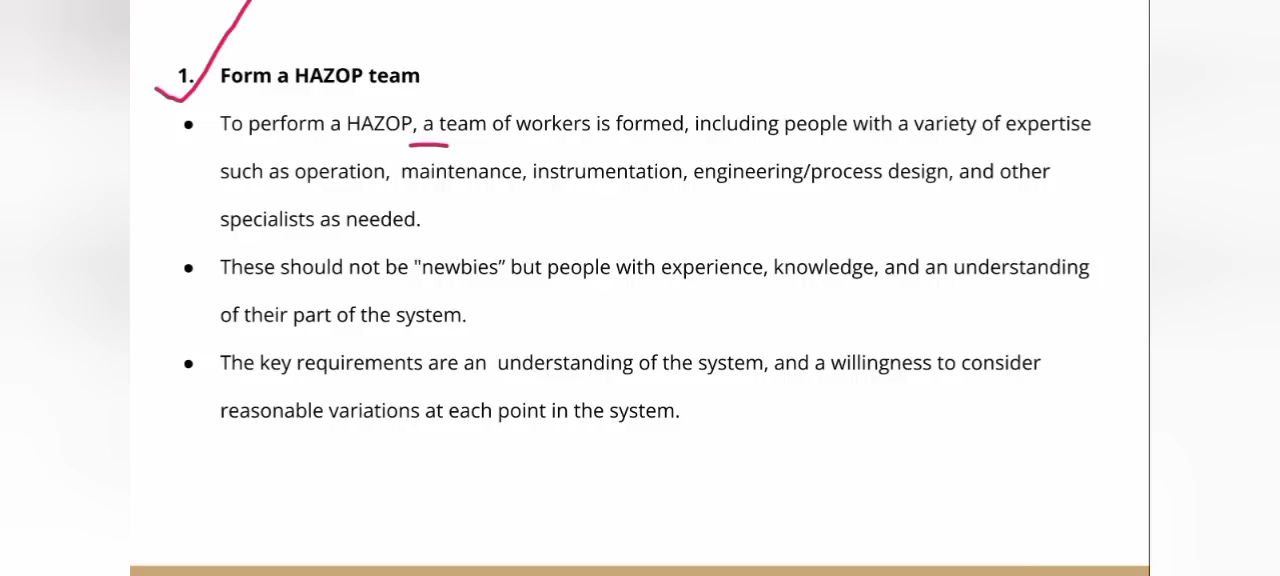 1. Form a HAZOP team
● To perform a HAZOP, a team of workers is formed, including people with a variety of expertise
such as operation,  maintenance, instrumentation, engineering/process design, and other
specialists as needed.
● These should not be "newbies” but people with experience, knowledge, and an understanding
of their part of the system.
● The key requirements are an  understanding of the system, and a willingness to consider
reasonable variations at each point in the system.